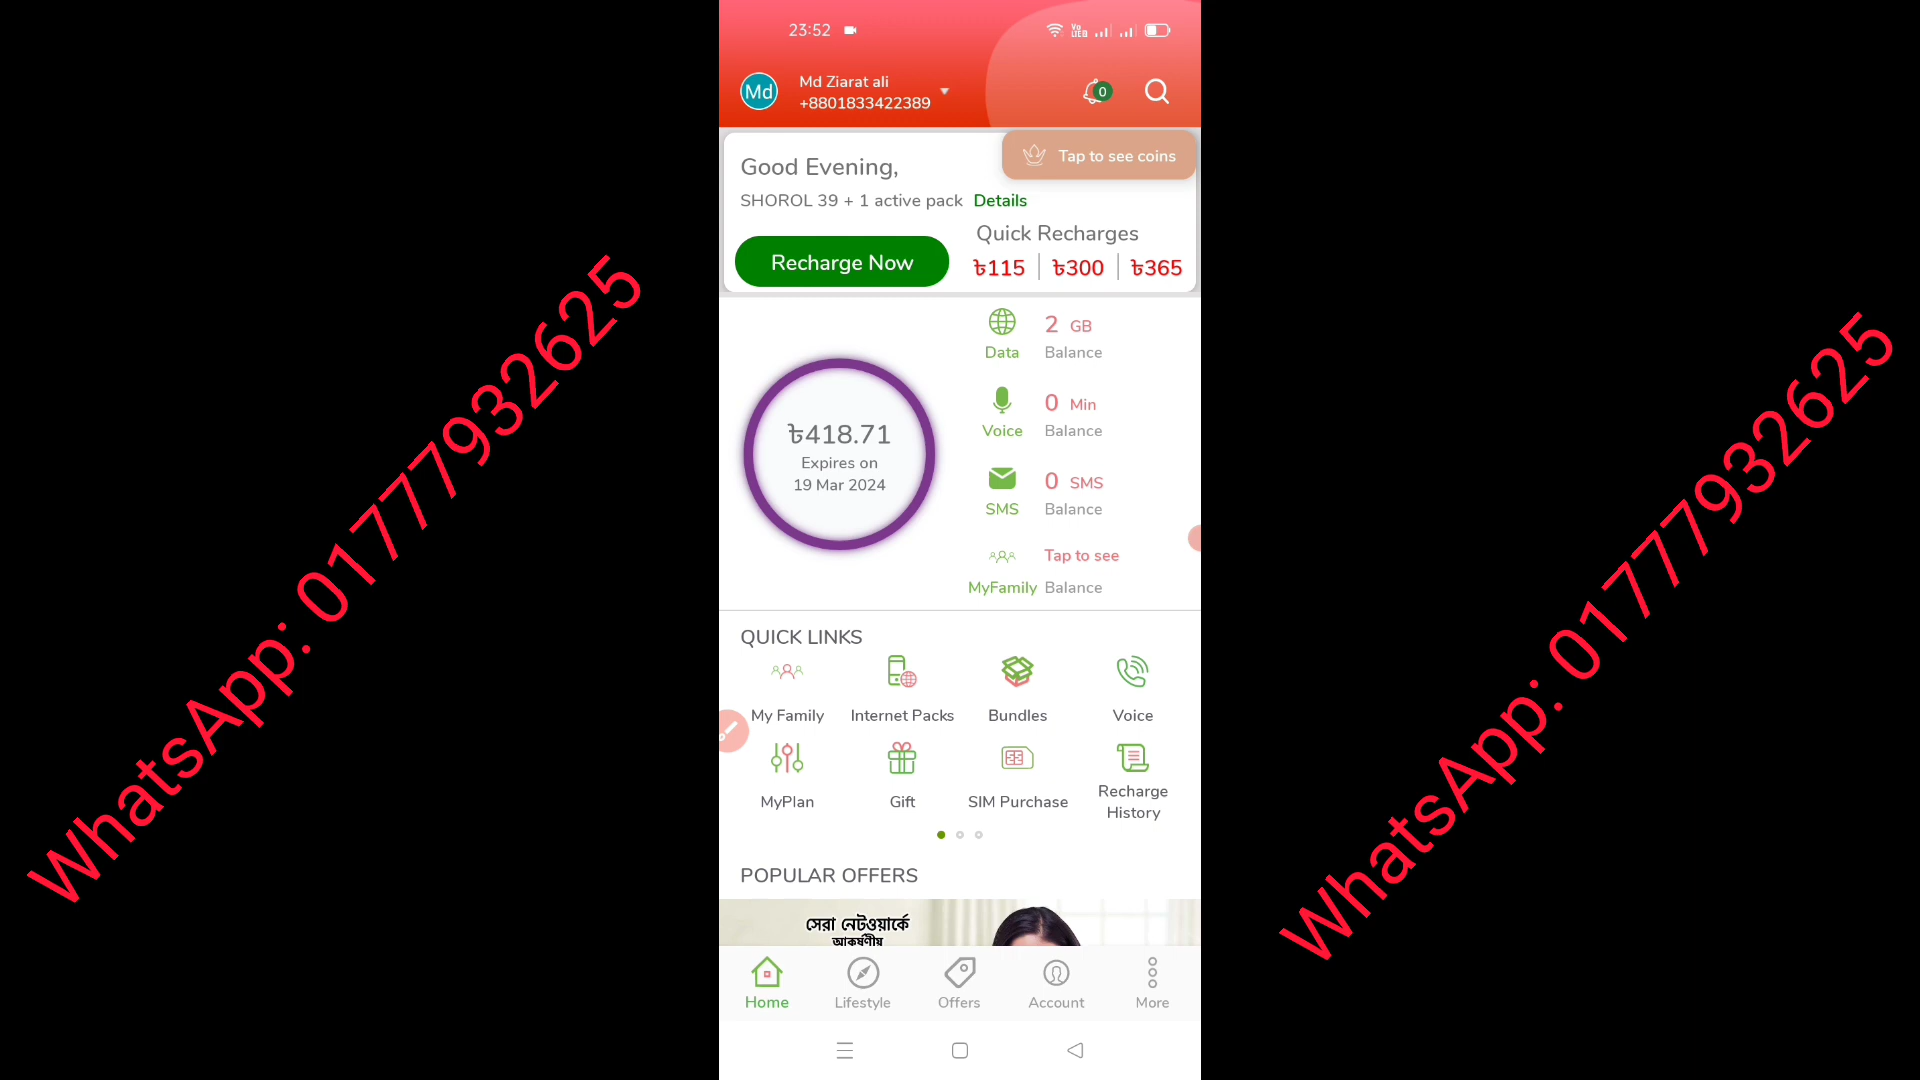 23:52
Vo
LTE
Md
Md Ziarat ali
+8801833422389
0
Tap to see coins
Good Evening,
SHOROL 39 + 1 active pack Details
Recharge Now
Quick Recharges
৳115 ৳300 ৳365
৳418.71
Expires on
19 Mar 2024
Data
2 GB
Balance
Voice
0 Min
Balance
SMS
0 SMS
Balance
MyFamily
Tap to see
Balance
QUICK LINKS
My Family
Internet Packs
Bundles
Voice
MyPlan
Gift
SIM Purchase
Recharge
History
POPULAR OFFERS
সেরা নেটওয়ার্কে
আকর্ষণীয়
Home
Lifestyle
Offers
Account
More
WhatsApp: 01777932625
WhatsApp: 01777932625